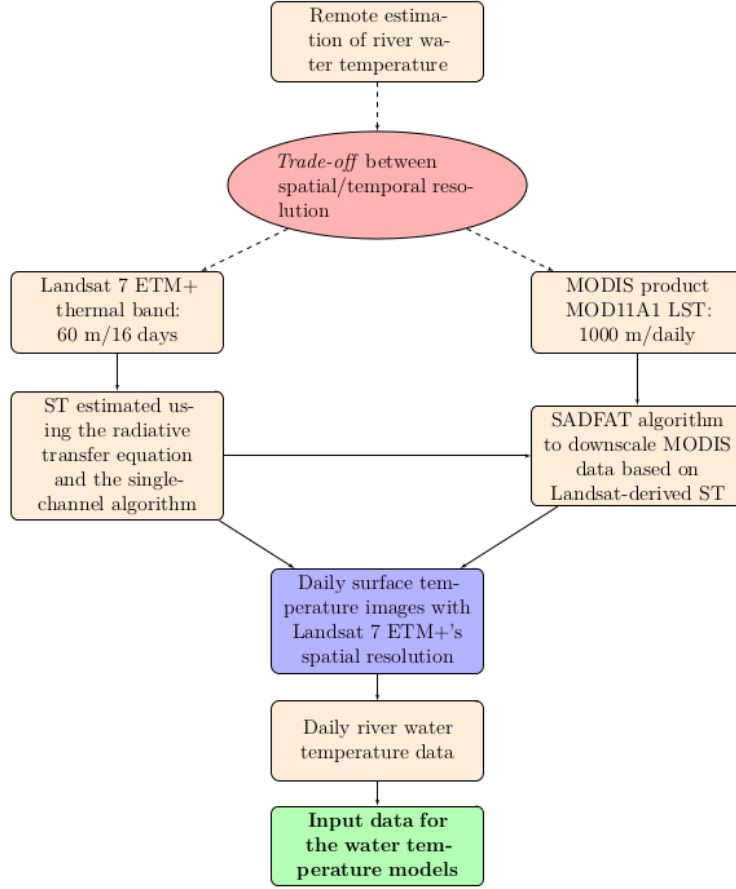 Remote estima-
tion of river wa-
ter temperature
Trade-off between
spatial/temporal reso-
lution
Landsat 7 ETM+
thermal band:
60 m/16 days
MODIS product
MOD11A1 LST:
1000 m/daily
ST estimated us-
ing the radiative
transfer equation
and the single-
channel algorithm
SADFAT algorithm
to downscale MODIS
data based on
Landsat-derived ST
Daily surface tem-
perature images with
Landsat 7 ETM+'s
spatial resolution
Daily river water
temperature data
Input data for
the water tem-
perature models